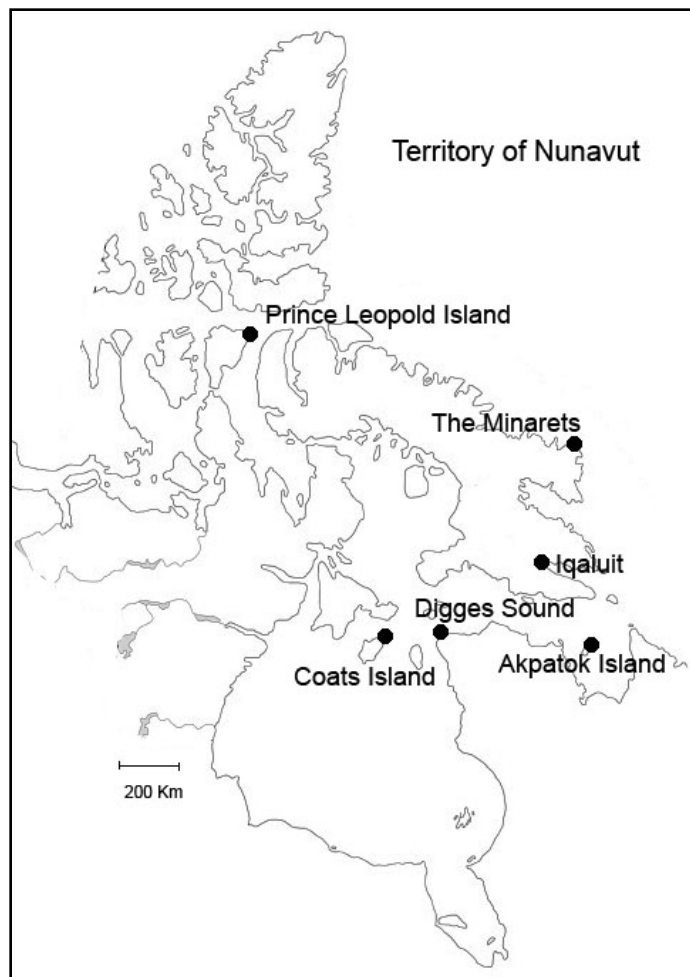 Territory of Nunavut
Prince Leopold Island
The Minarets
Iqaluit
Digges Sound
Akpatok Island
Coats Island
200 Km